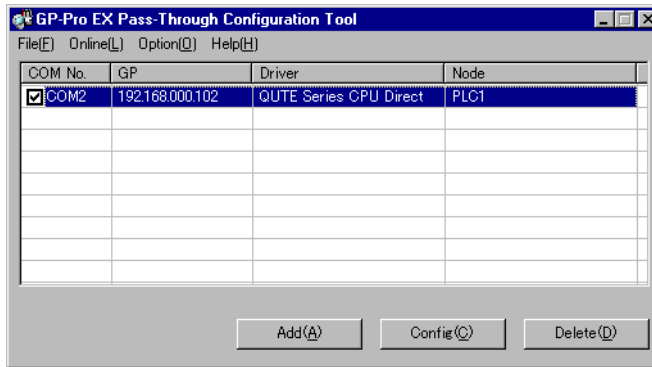 GP-Pro EX Pass-Through Configuration Tool
File(F) Online(L) Option(O) Help(H)
COM No. GP Driver Node
COM2 192.168.000.102 QUTE Series CPU Direct PLC1
Add(A) Config(C) Delete(D)